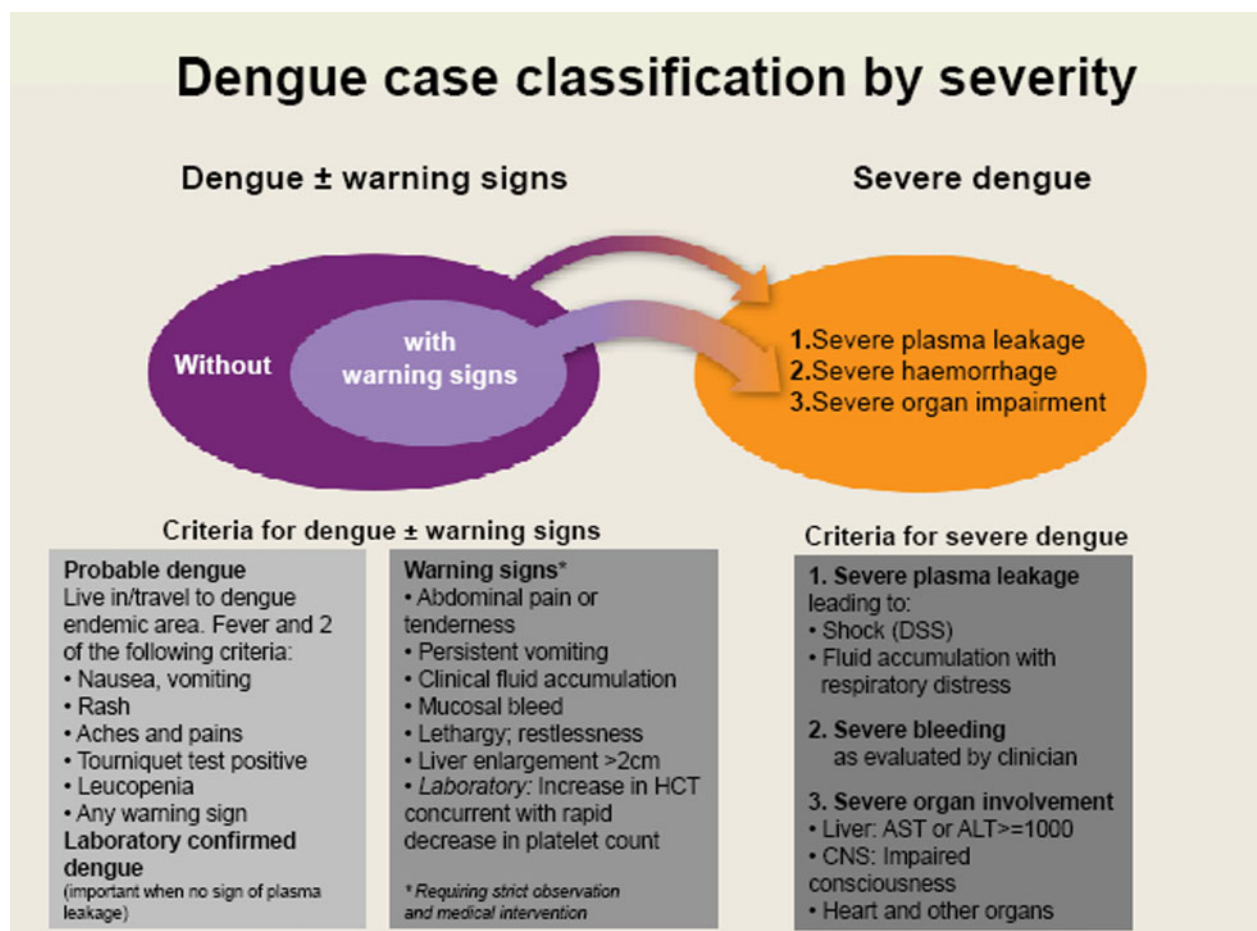 Dengue case classification by severity
Dengue ± warning signs
Severe dengue
Without
with
warning signs
1.Severe plasma leakage
2.Severe haemorrhage
3.Severe organ impairment
Criteria for dengue ± warning signs
Probable dengue
Live in/travel to dengue
endemic area. Fever and 2
of the following criteria:
• Nausea, vomiting
• Rash
• Aches and pains
• Tourniquet test positive
• Leucopenia
• Any warning sign
Laboratory confirmed
dengue
(important when no sign of plasma
leakage)
Warning signs*
• Abdominal pain or
tenderness
• Persistent vomiting
• Clinical fluid accumulation
• Mucosal bleed
• Lethargy; restlessness
• Liver enlargement >2cm
• Laboratory: Increase in HCT
concurrent with rapid
decrease in platelet count
* Requiring strict observation
and medical intervention
Criteria for severe dengue
1. Severe plasma leakage
leading to:
• Shock (DSS)
• Fluid accumulation with
respiratory distress
2. Severe bleeding
as evaluated by clinician
3. Severe organ involvement
• Liver: AST or ALT>=1000
• CNS: Impaired
consciousness
• Heart and other organs